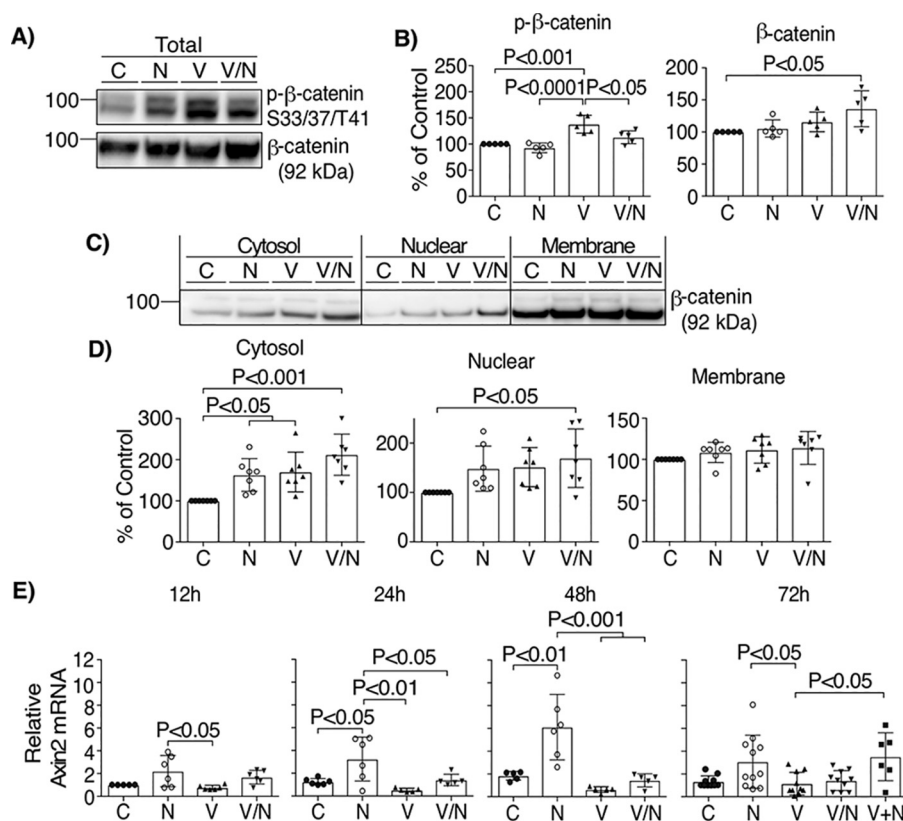 A)
Total
C N V V/N
100
p-β-catenin
S33/37/T41
100
β-catenin
(92 kDa)
B)
p-β-catenin
% of Control
250
200
150
100
50
0
P<0.001
P<0.0001 P<0.05
C N V V/N
β-catenin
200
150
100
50
0
P<0.05
C N V V/N
C)
Cytosol Nuclear Membrane
C N V V/N C N V V/N C N V V/N
100
β-catenin
(92 kDa)
D)
Cytosol
% of Control
300
200
100
0
P<0.001
P<0.05
C N V V/N
Nuclear
200
100
0
P<0.05
C N V V/N
Membrane
150
100
50
0
C N V V/N
E)
12h 24h 48h 72h
Relative
Axin2 mRNA
12
10
8
6
4
2
0
P<0.05
C N V V/N
P<0.05
P<0.01
P<0.05
C N V V/N
P<0.001
P<0.01
C N V V/N
P<0.05
P<0.05
C N V V/N V+N